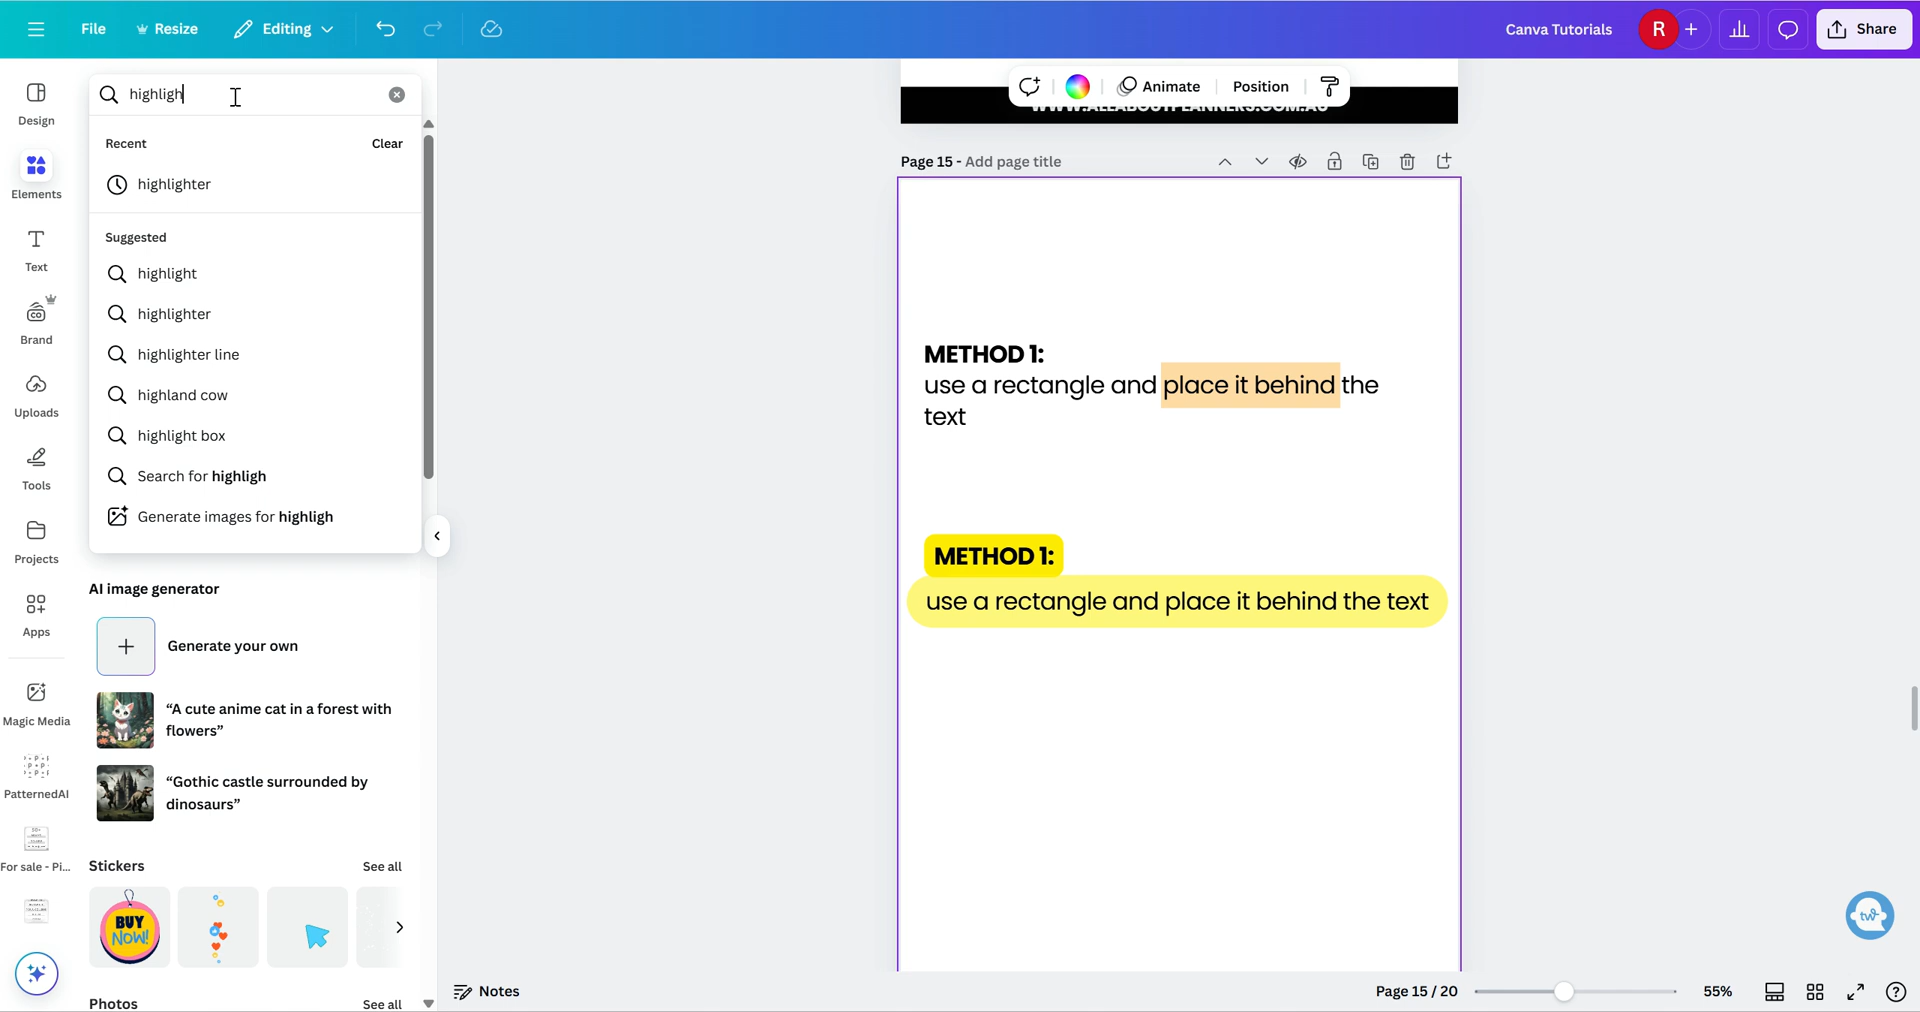 File
Resize
Editing
Canva Tutorials
R
Share
Design
Elements
Text
Brand
Uploads
Tools
Projects
Apps
Magic Media
PatternedAI
For sale - Pi...
highligh
Recent
Clear
highlighter
Suggested
highlight
highlighter
highlighter line
highland cow
highlight box
Search for highligh
Generate images for highligh
AI image generator
Generate your own
“A cute anime cat in a forest with
flowers”
“Gothic castle surrounded by
dinosaurs”
Stickers
See all
BUY
NOW!
Photos
See all
Animate
Position
WWW.ALLABOUTPLANNERS.COM.AU
Page 15 - Add page title
METHOD 1:
use a rectangle and place it behind the
text
METHOD 1:
use a rectangle and place it behind the text
Notes
Page 15 / 20
55%